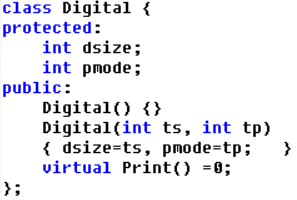 class Digital {
protected:
    int dsize;
    int pmode;
public:
    Digital() {}
    Digital(int ts, int tp)
    { dsize=ts, pmode=tp;   }
    virtual Print() =0;
};